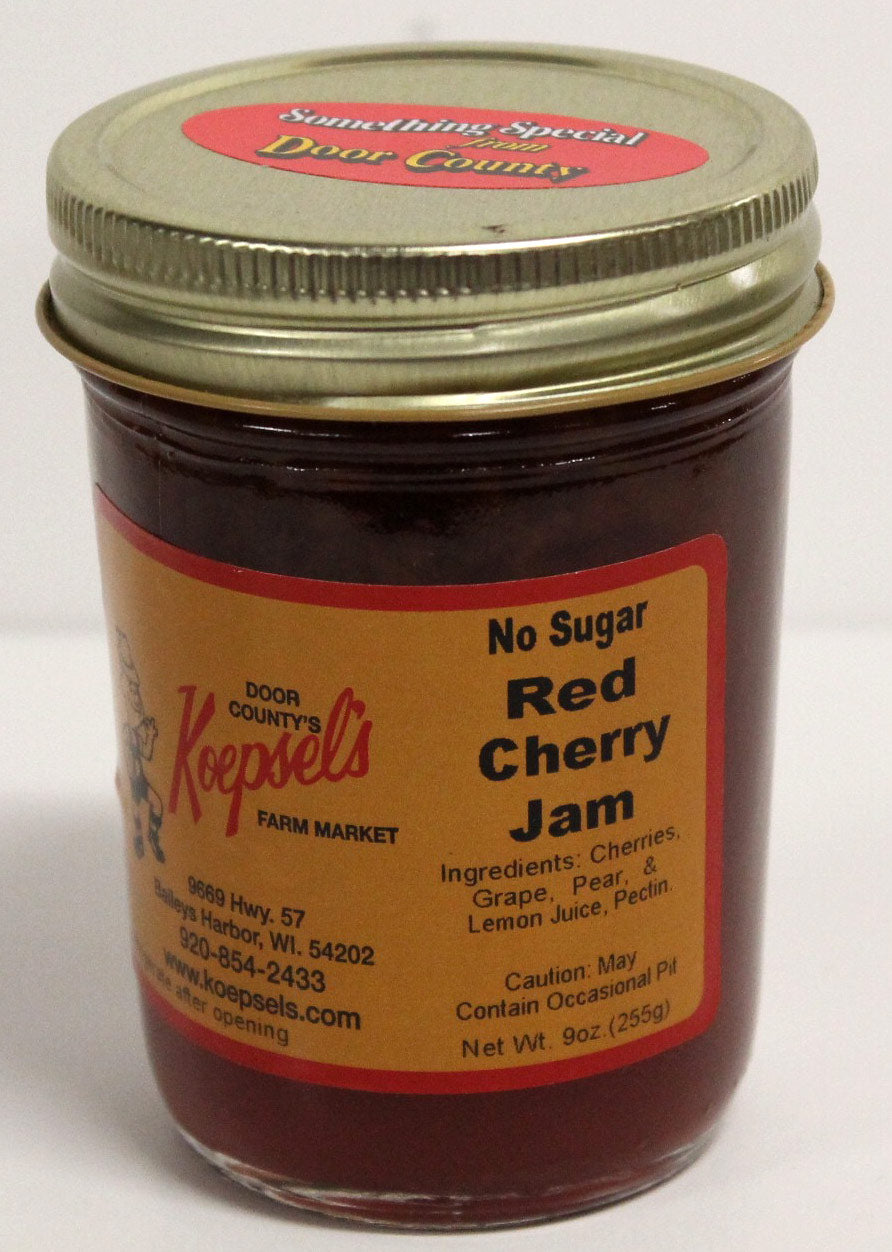 Something Special
from
Door County
DOOR
COUNTY'S
Koepsel's
FARM MARKET
9669 Hwy. 57
Baileys Harbor, WI. 54202
920-854-2433
www.koepsels.com
after opening
No Sugar
Red
Cherry
Jam
Ingredients: Cherries,
Grape, Pear, &
Lemon Juice, Pectin.
Caution: May
Contain Occasional Pit
Net Wt. 9oz.(255g)